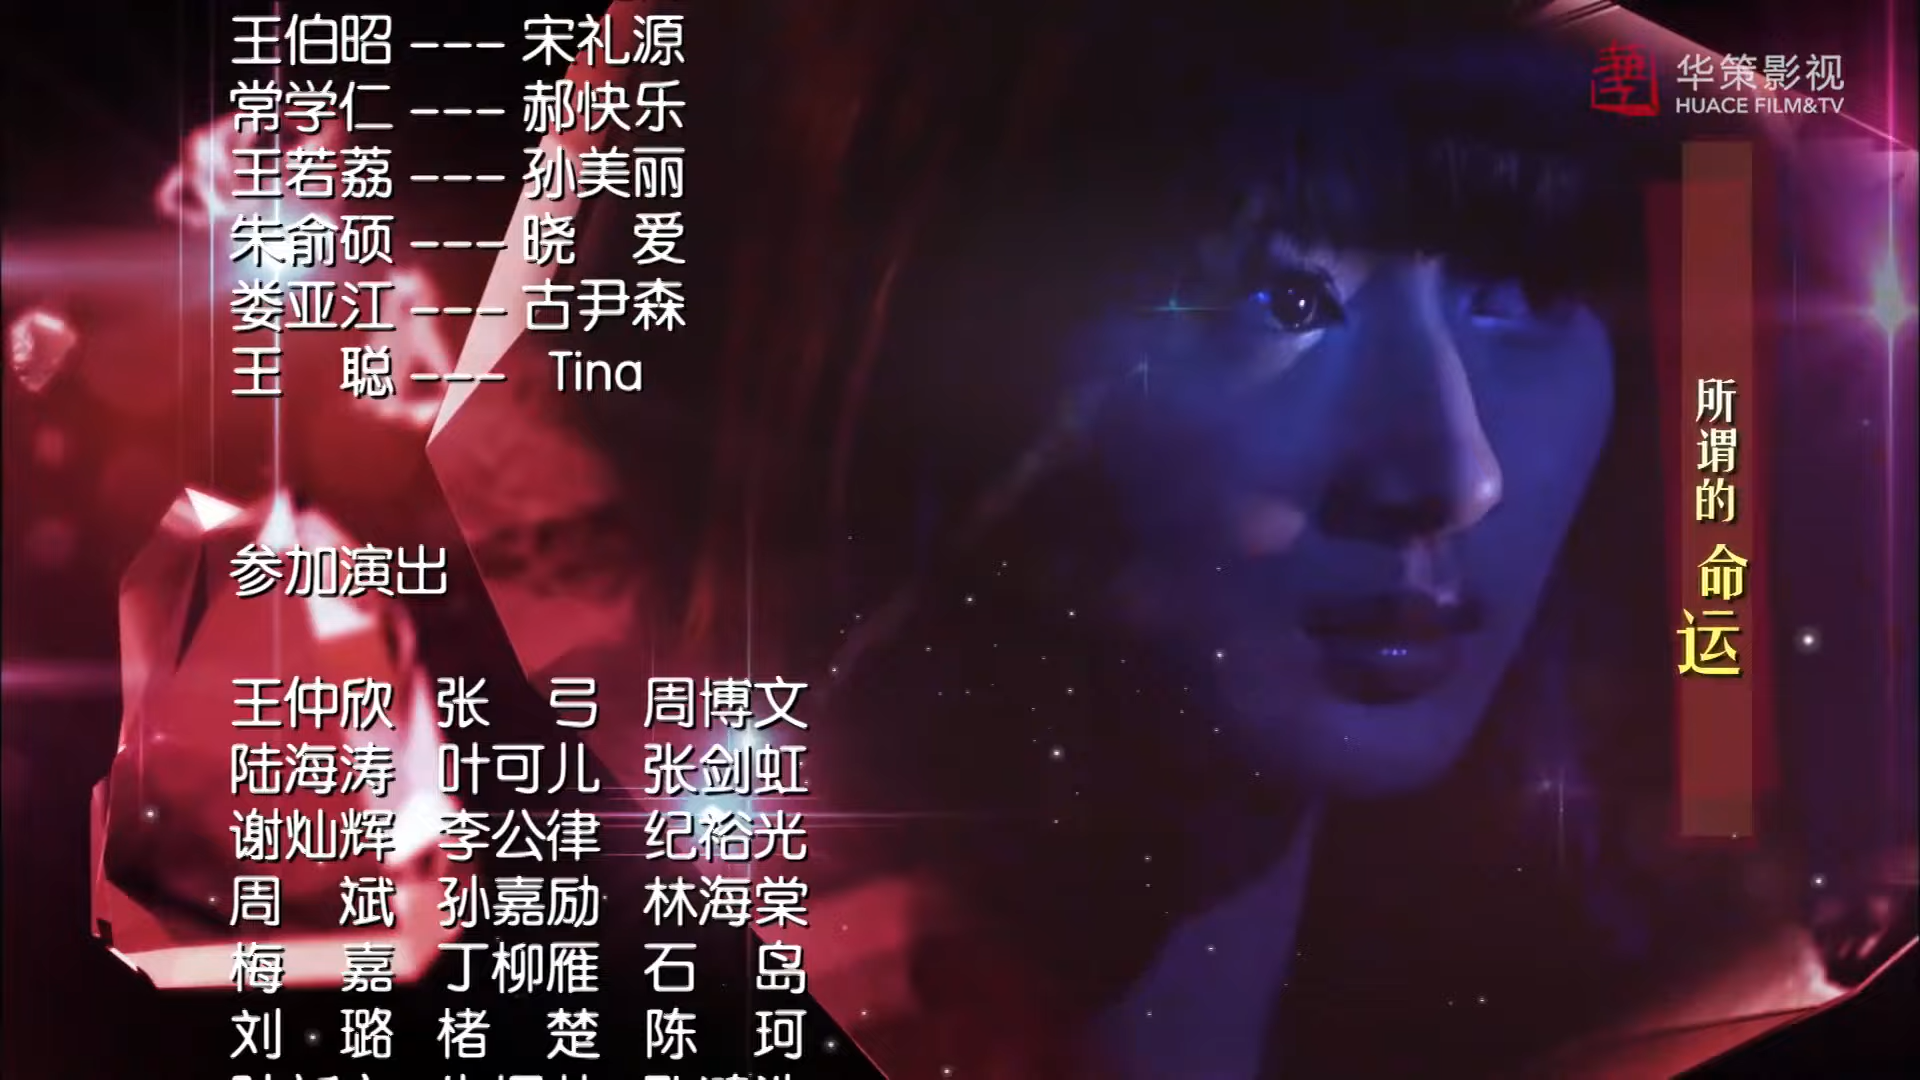 王伯昭 --- 宋礼源
常学仁 --- 郝快乐
王若荔 --- 孙美丽
朱俞硕 --- 晓 爱
娄亚江 --- 古尹森
王 聪 --- Tina
参加演出
王仲欣 张 弓 周博文
陆海涛 叶可儿 张剑虹
谢灿辉 李公律 纪裕光
周 斌 孙嘉励 林海棠
梅 嘉 丁柳雁 石 岛
刘 璐 楮 楚 陈 珂
华策影视
HUACE FILM&TV
所谓的命运